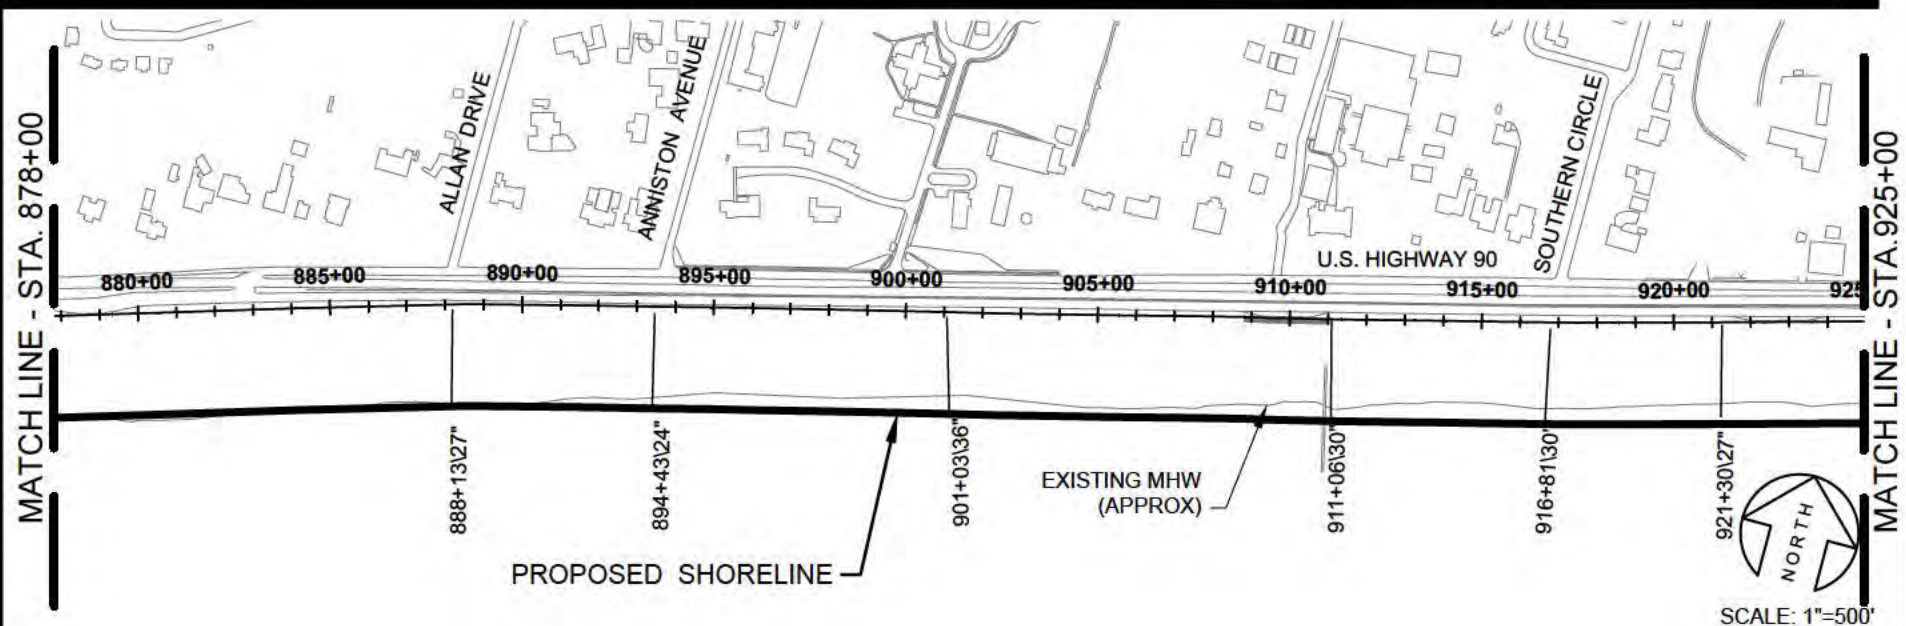 MATCH LINE - STA. 878+00
ALLAN DRIVE
ANNISTON AVENUE
SOUTHERN CIRCLE
U.S. HIGHWAY 90
880+00
885+00
890+00
895+00
900+00
905+00
910+00
915+00
920+00
925
888+13\27"
894+43\24"
901+03\36"
911+06\30"
916+81\30'
921+30\27"
EXISTING MHW
(APPROX)
PROPOSED SHORELINE
NORTH
SCALE: 1"=500'
MATCH LINE - STA. 925+00